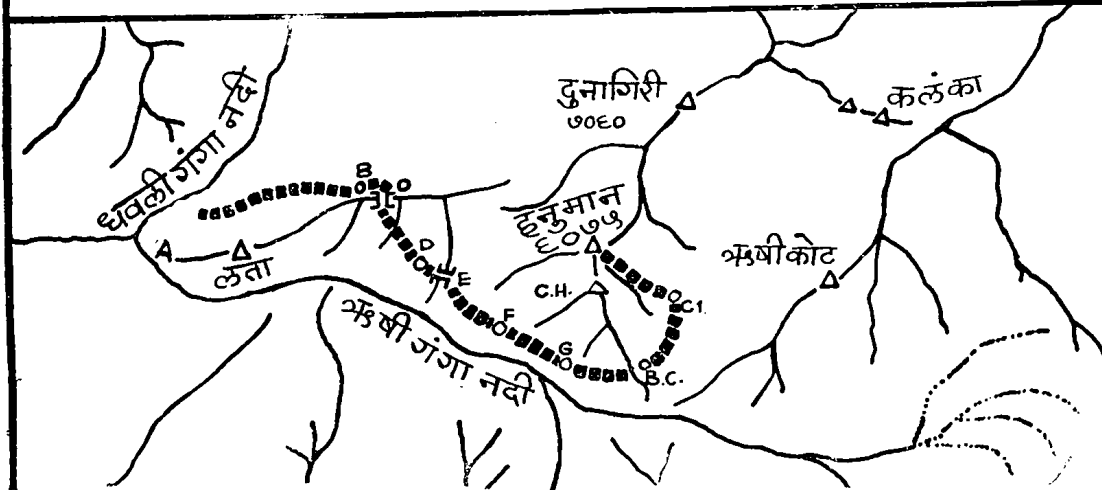 दुनागिरी
७०६०
कलंका
धवली गंगा नदी
B
O
हनुमान
६०७५
A
लता
D
E
ऋषीकोट
C.H.
C1.
F
ऋषी गंगा नदी
G
B.C.